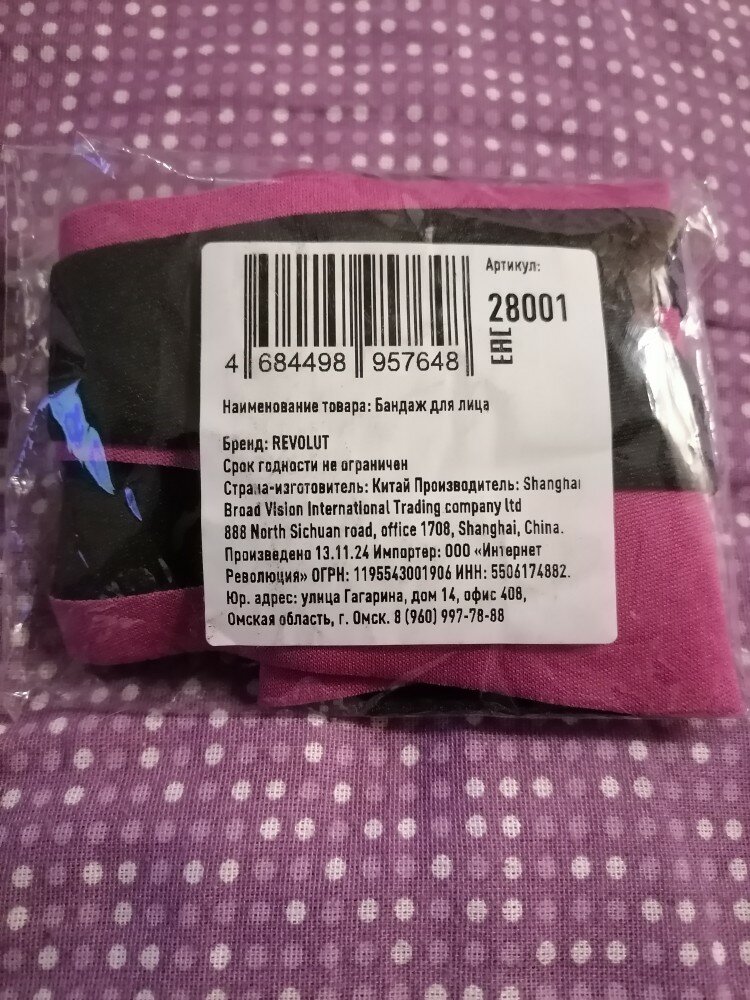 Артикул:
28001
EAC
4 684498 957648
Наименование товара: Бандаж для лица
Бренд: REVOLUT
Срок годности не ограничен
Страна-изготовитель: Китай Производитель: Shanghai
Broad Vision International Trading company ltd
888 North Sichuan road, office 1708, Shanghai, China.
Произведено 13.11.24 Импортер: ООО «Интернет
Революция» ОГРН: 1195543001906 ИНН: 5506174882.
Юр. адрес: улица Гагарина, дом 14, офис 408,
Омская область, г. Омск. 8 (960) 997-78-88